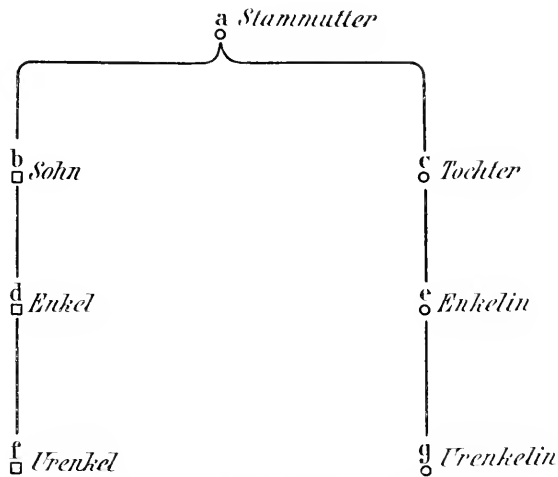 a Stammutter
b
Sohn
c
Tochter
d
Enkel
e
Enkelin
f
Urenkel
g
Urenkelin